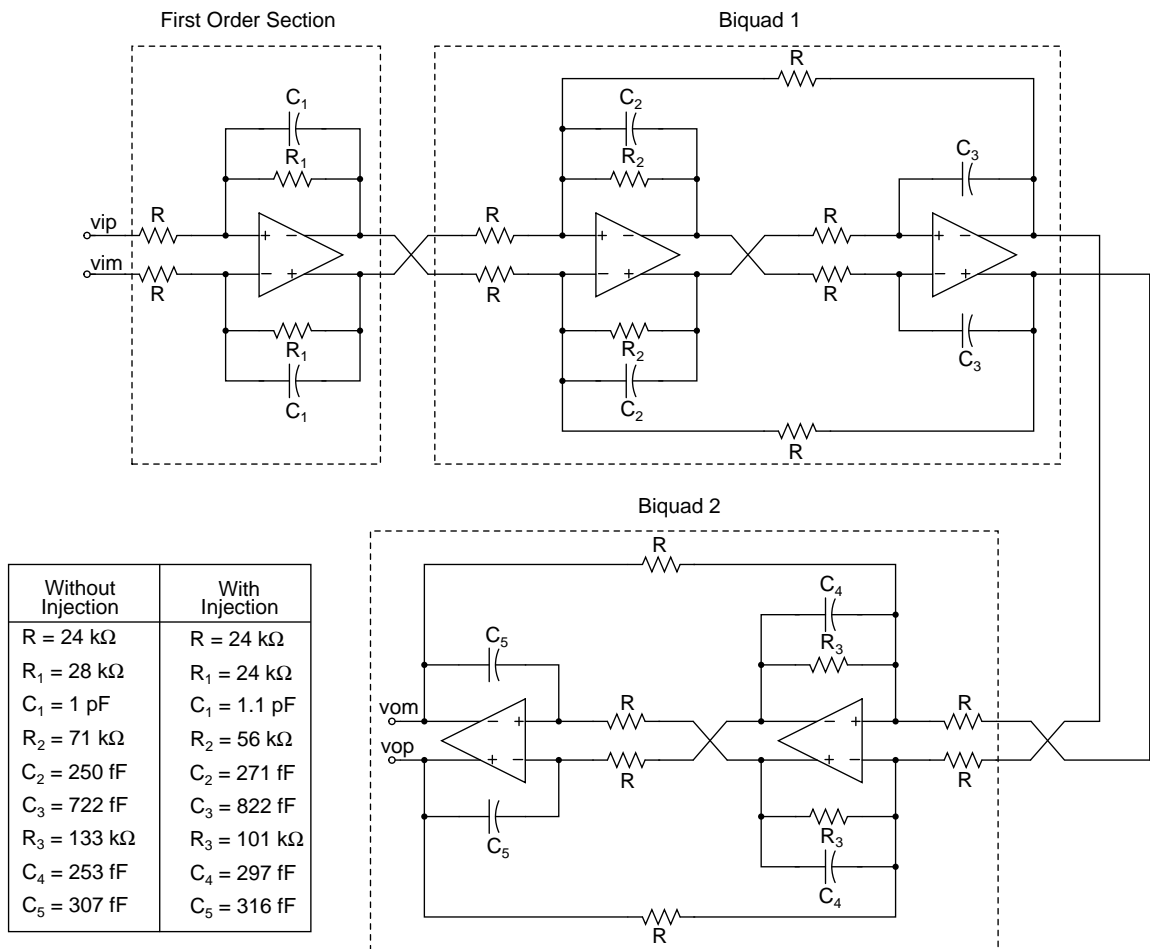 First Order Section
Biquad 1
R
C1
C2
R1
R2
C3
R
R
R
vip
+ −
+ −
+ −
vim
− +
− +
− +
R
R
R
R1
R2
C3
C1
C2
R
Biquad 2
R
C4
C5
R3
R
R
vom
− +
− +
vop
+ −
+ −
R
R
C5
R3
C4
R
Without Injection
With Injection
R = 24 kΩ
R = 24 kΩ
R1 = 28 kΩ
R1 = 24 kΩ
C1 = 1 pF
C1 = 1.1 pF
R2 = 71 kΩ
R2 = 56 kΩ
C2 = 250 fF
C2 = 271 fF
C3 = 722 fF
C3 = 822 fF
R3 = 133 kΩ
R3 = 101 kΩ
C4 = 253 fF
C4 = 297 fF
C5 = 307 fF
C5 = 316 fF